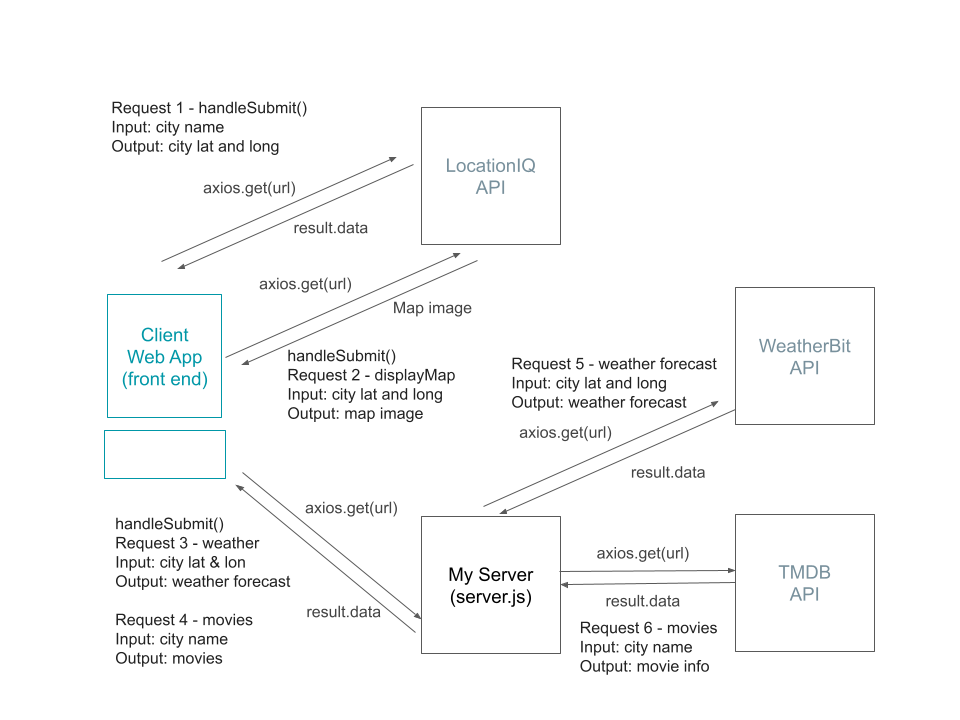 Request 1 - handleSubmit()
Input: city name
Output: city lat and long
axios.get(url)
result.data
LocationIQ
API
axios.get(url)
Map image
Client
Web App
(front end)
handleSubmit()
Request 2 - displayMap
Input: city lat and long
Output: map image
Request 5 - weather forecast
Input: city lat and long
Output: weather forecast
WeatherBit
API
axios.get(url)
result.data
axios.get(url)
handleSubmit()
Request 3 - weather
Input: city lat & lon
Output: weather forecast
result.data
Request 4 - movies
Input: city name
Output: movies
My Server
(server.js)
axios.get(url)
result.data
TMDB
API
Request 6 - movies
Input: city name
Output: movie info